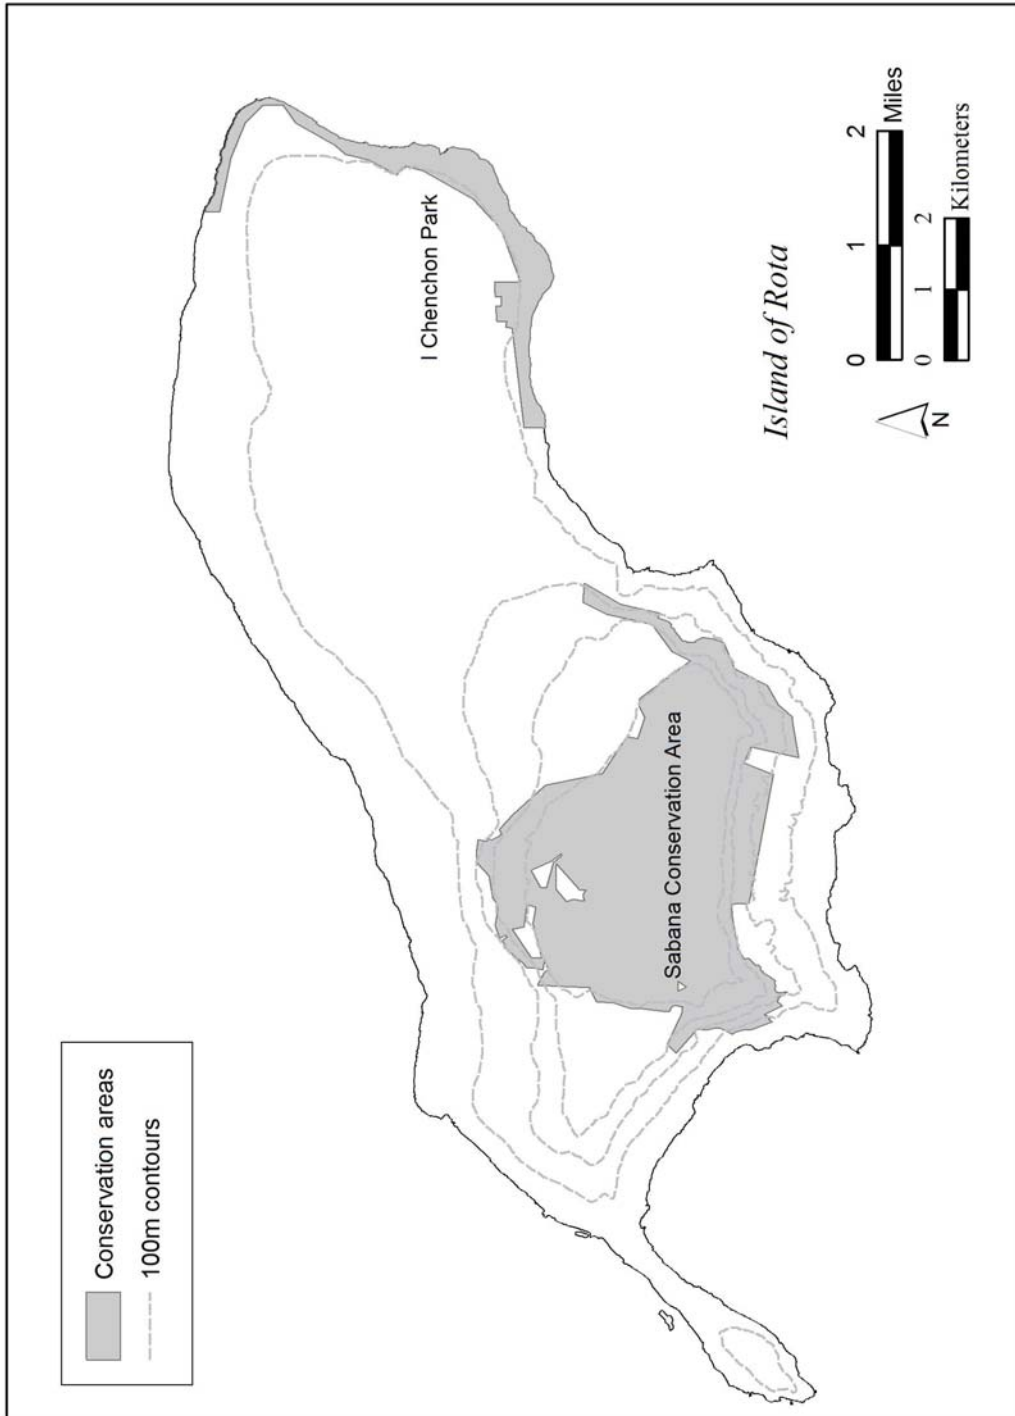 Conservation areas
100m contours
I Chenchon Park
Sabana Conservation Area
Island of Rota
0 1 2
Miles
0 1 2
Kilometers
N